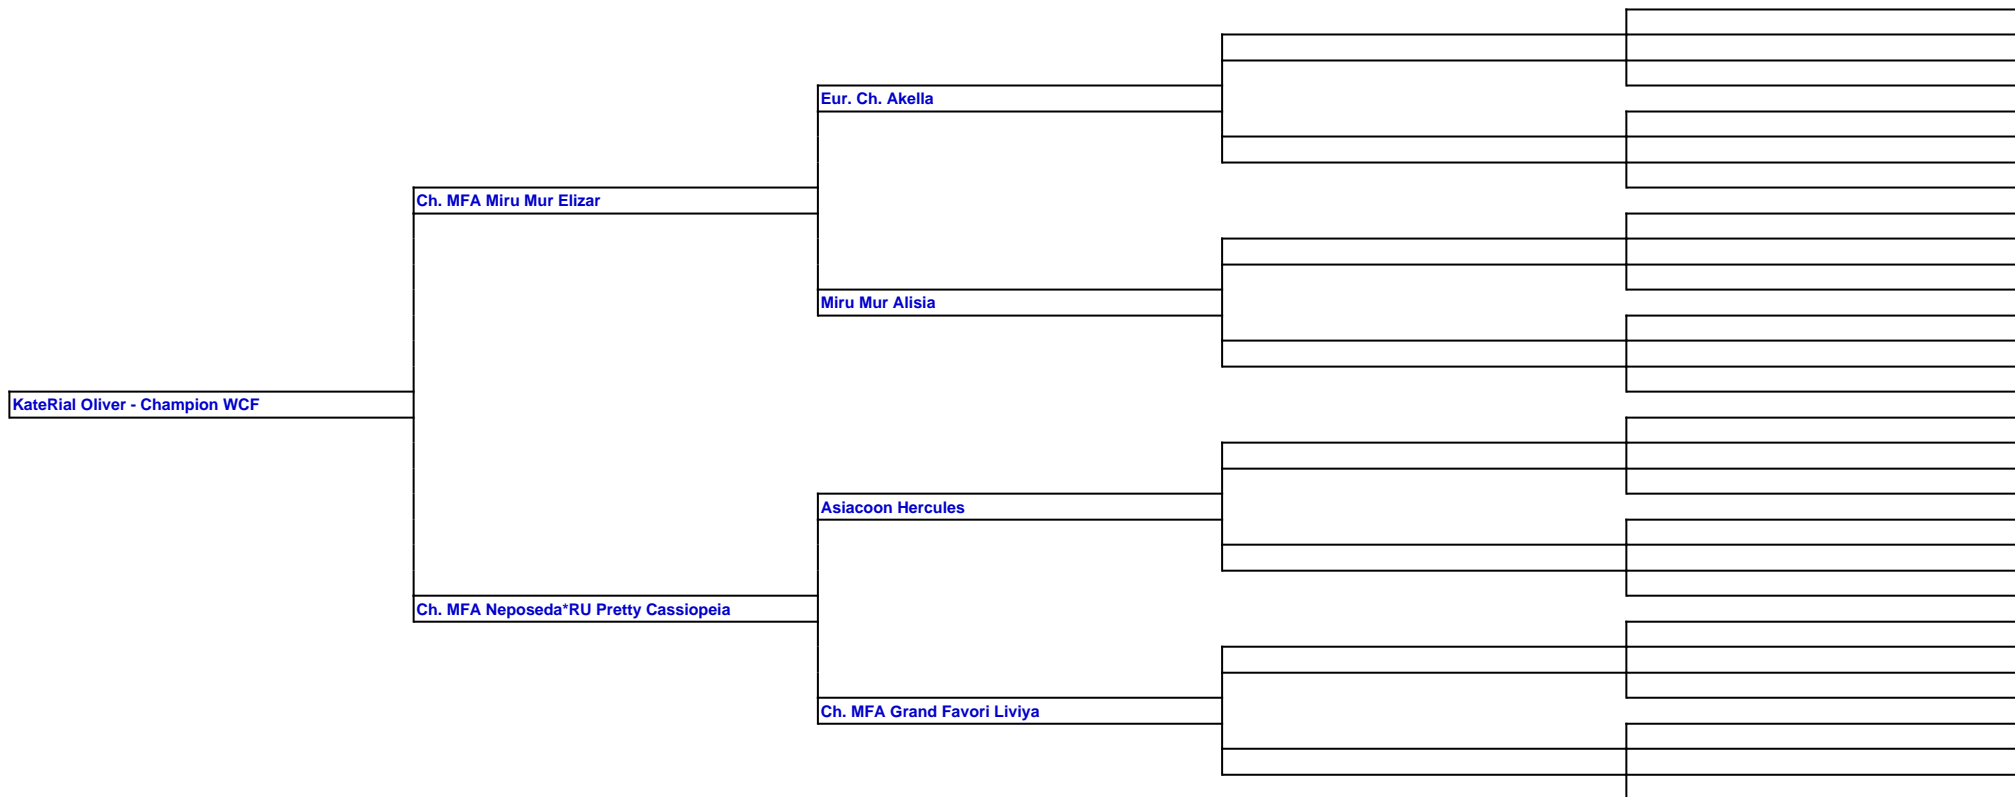 Eur. Ch. Akella
Ch. MFA Miru Mur Elizar
Miru Mur Alisia
KateRial Oliver - Champion WCF
Asiacoon Hercules
Ch. MFA Neposeda*RU Pretty Cassiopeia
Ch. MFA Grand Favori Liviya